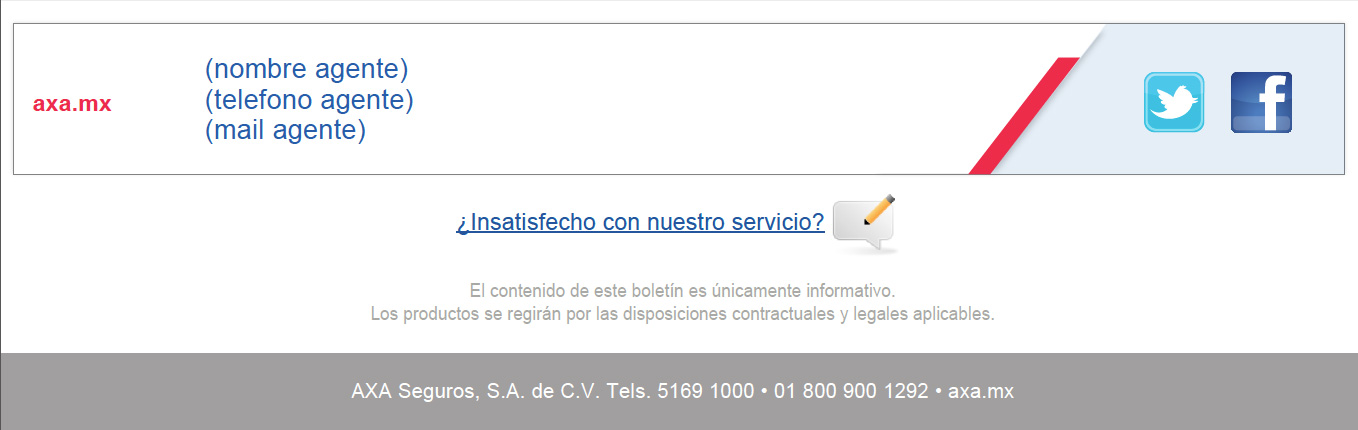 axa.mx
(nombre agente)
(telefono agente)
(mail agente)
f
¿Insatisfecho con nuestro servicio?
El contenido de este boletín es únicamente informativo.
Los productos se regirán por las disposiciones contractuales y legales aplicables.
AXA Seguros, S.A. de C.V. Tels. 5169 1000 • 01 800 900 1292 • axa.mx